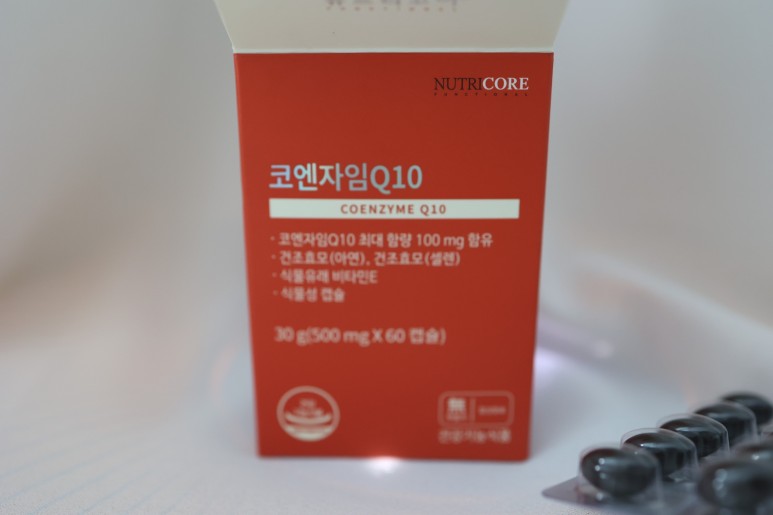 NUTRICORE
FUNCTIONAL
코엔자임Q10
COENZYME Q10
· 코엔자임Q10 최대 함량 100 mg 함유
· 건조효모(아연), 건조효모(셀렌)
· 식물유래 비타민E
· 식물성 캡슐
30 g(500 mg X 60 캡슐)
無
건강기능식품